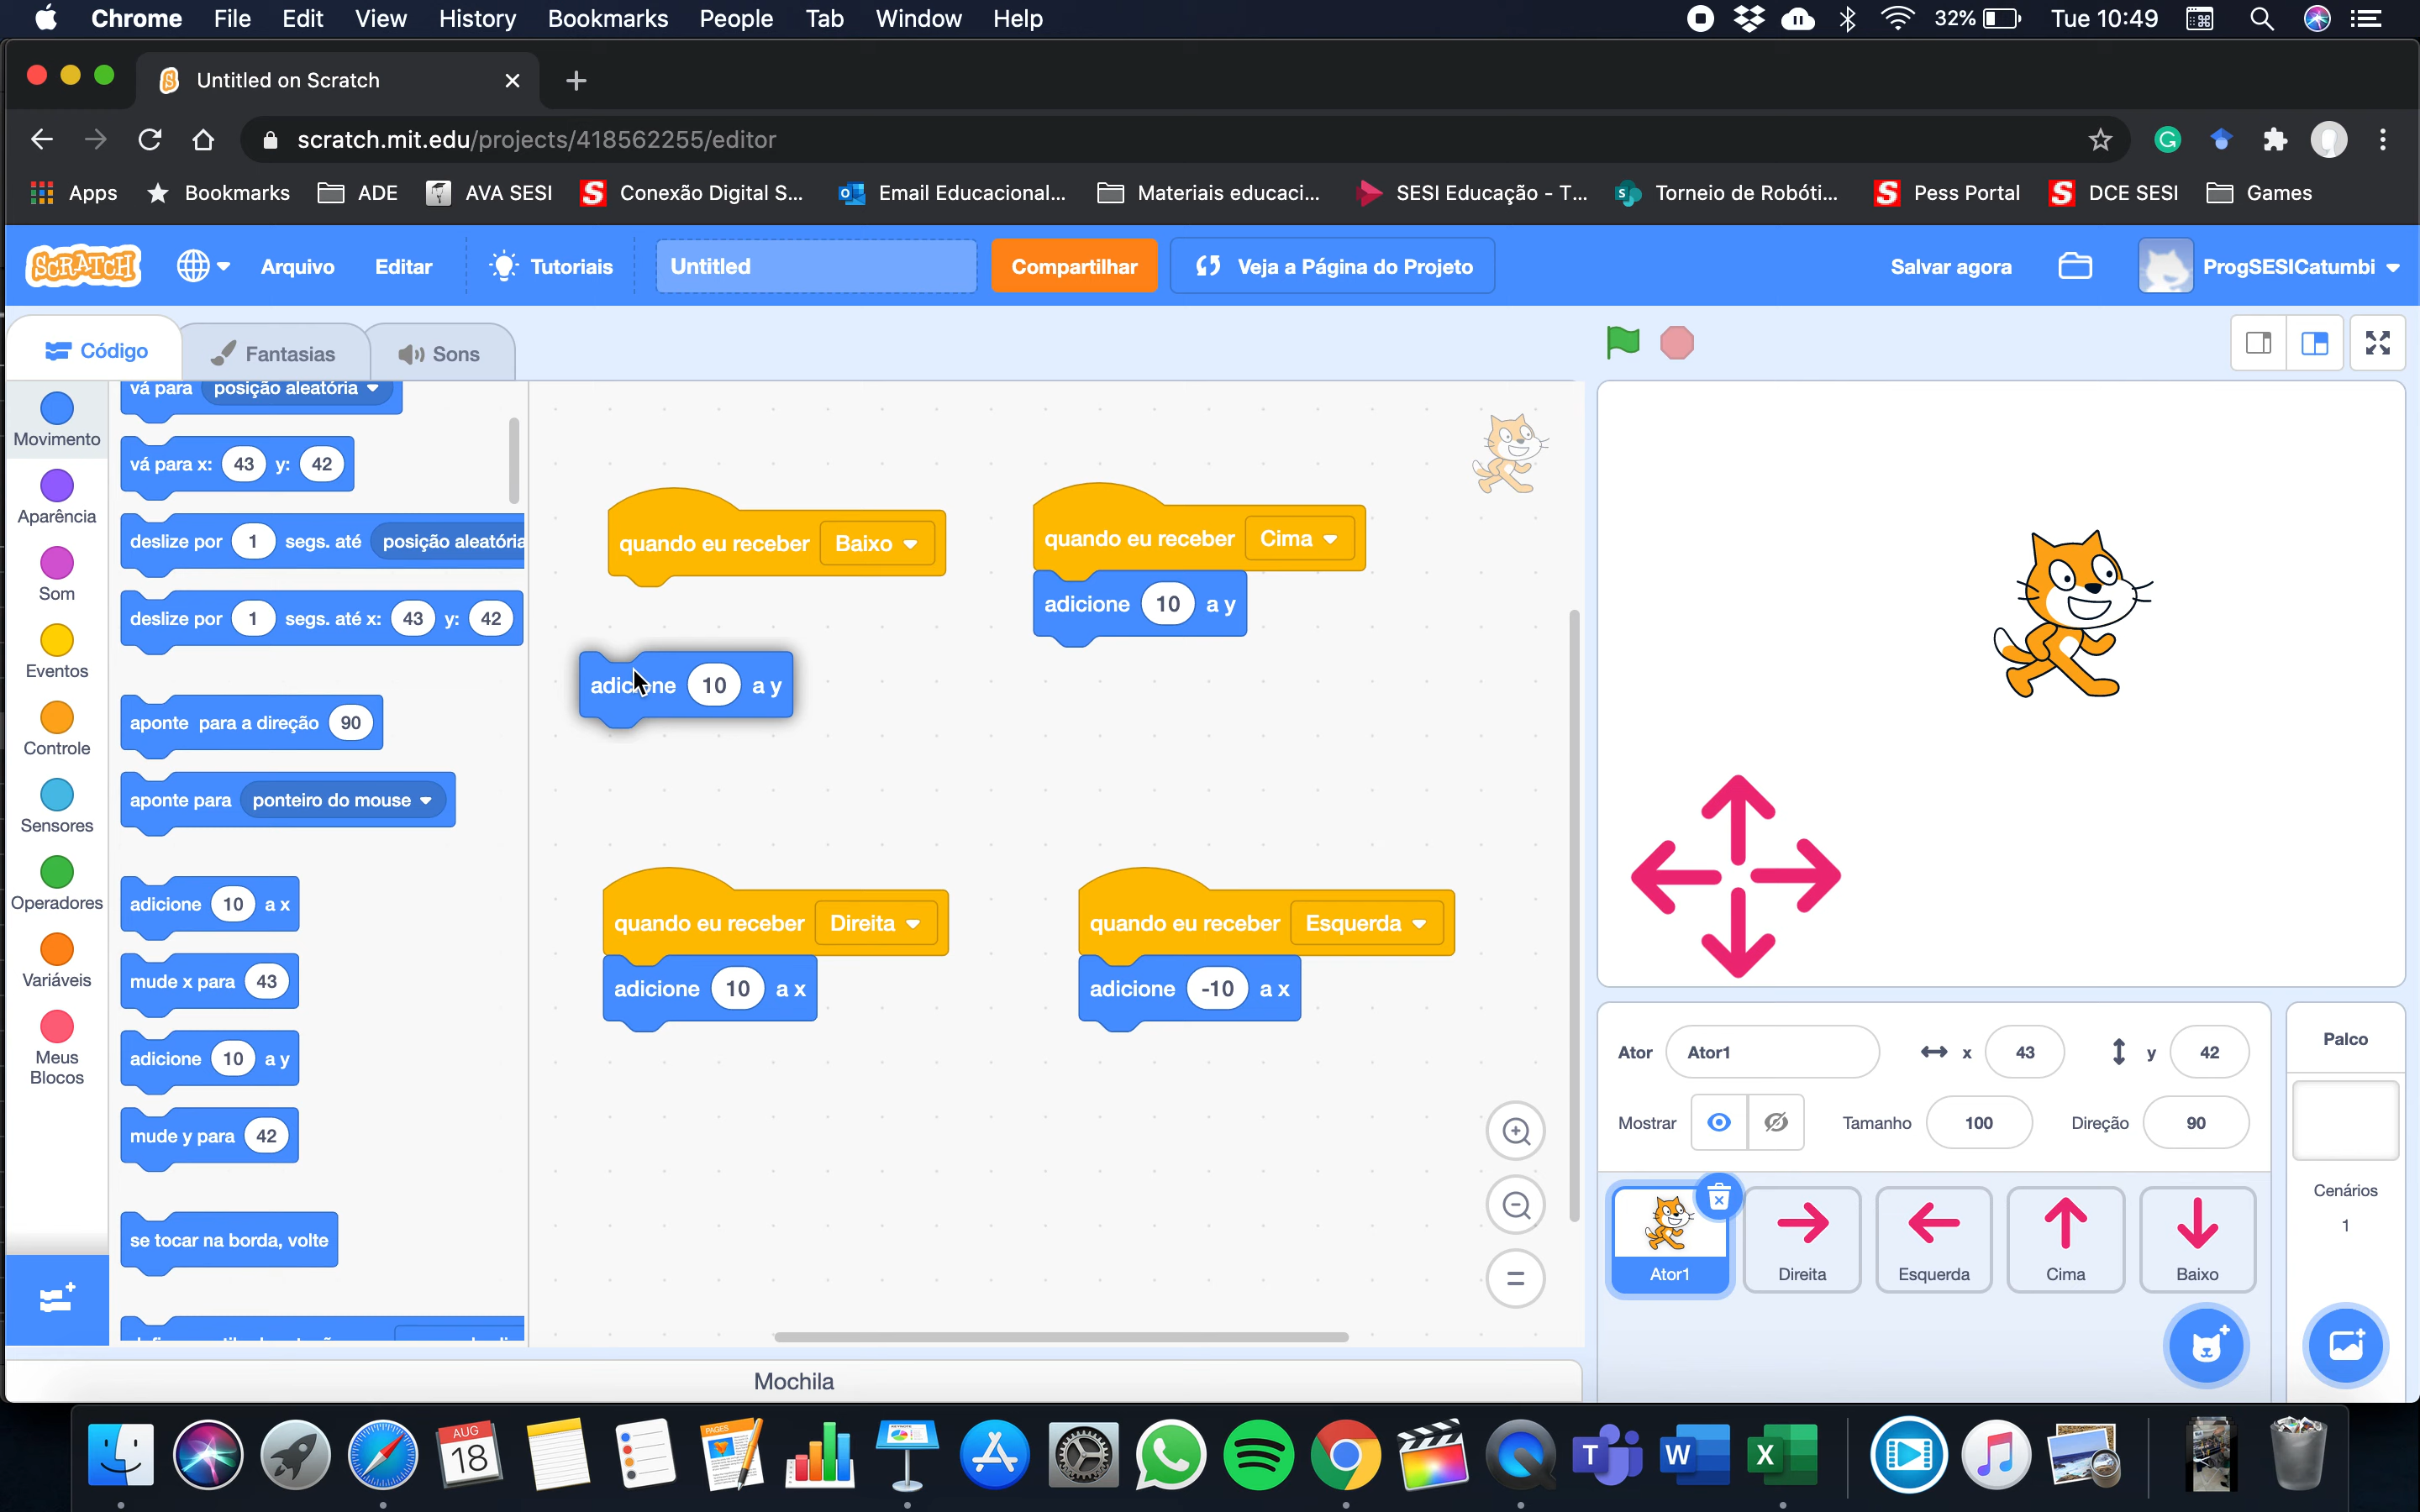 Chrome File Edit View History Bookmarks People Tab Window Help 32% Tue 10:49
Untitled on Scratch
scratch.mit.edu/projects/418562255/editor
Apps Bookmarks ADE AVA SESI Conexão Digital S... Email Educacional... Materiais educaci... SESI Educação - T... Torneio de Robóti... Pess Portal DCE SESI Games
SCRATCH Arquivo Editar Tutoriais Untitled Compartilhar Veja a Página do Projeto Salvar agora ProgSESICatumbi
Código Fantasias Sons
Movimento
Aparência
Som
Eventos
Controle
Sensores
Operadores
Variáveis
Meus
Blocos
vá para posição aleatória
vá para x: 43 y: 42
deslize por 1 segs. até posição aleatória
deslize por 1 segs. até x: 43 y: 42
aponte para a direção 90
aponte para ponteiro do mouse
adicione 10 a x
mude x para 43
adicione 10 a y
mude y para 42
se tocar na borda, volte
quando eu receber Baixo
adicione 10 a y
quando eu receber Cima
adicione 10 a y
quando eu receber Direita
adicione 10 a x
quando eu receber Esquerda
adicione -10 a x
Mochila
Ator Ator1 x 43 y 42
Mostrar Tamanho 100 Direção 90
Ator1 Direita Esquerda Cima Baixo
Palco
Cenários
1
AUG
18
PAGES
T W X